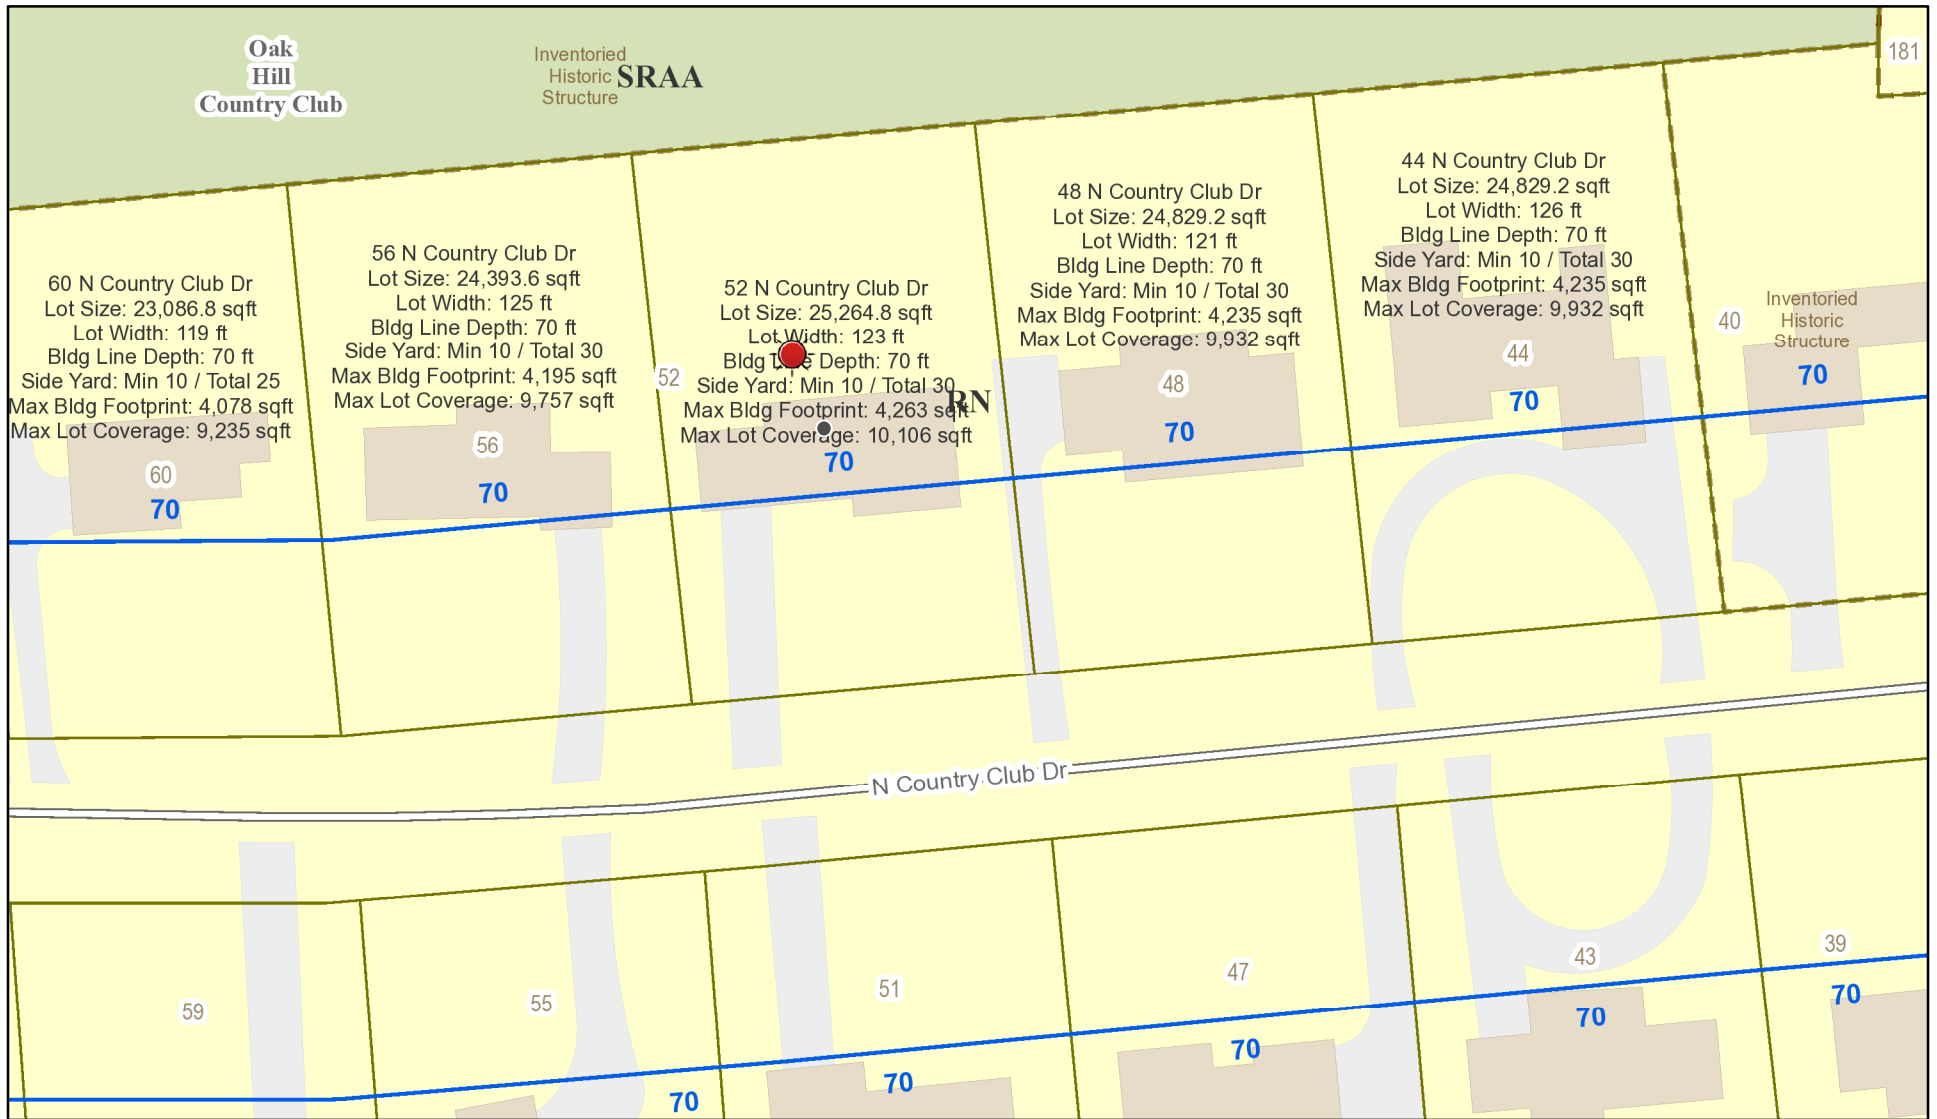 Oak
Hill
Country Club
Inventoried
Historic
Structure
SRAA
181
60 N Country Club Dr
Lot Size: 23,086.8 sqft
Lot Width: 119 ft
Bldg Line Depth: 70 ft
Side Yard: Min 10 / Total 25
Max Bldg Footprint: 4,078 sqft
Max Lot Coverage: 9,235 sqft
60
70
56 N Country Club Dr
Lot Size: 24,393.6 sqft
Lot Width: 125 ft
Bldg Line Depth: 70 ft
Side Yard: Min 10 / Total 30
Max Bldg Footprint: 4,195 sqft
Max Lot Coverage: 9,757 sqft
56
70
52
52 N Country Club Dr
Lot Size: 25,264.8 sqft
Lot Width: 123 ft
Bldg Line Depth: 70 ft
Side Yard: Min 10 / Total 30
Max Bldg Footprint: 4,263 sqft
Max Lot Coverage: 10,106 sqft
70
RN
48 N Country Club Dr
Lot Size: 24,829.2 sqft
Lot Width: 121 ft
Bldg Line Depth: 70 ft
Side Yard: Min 10 / Total 30
Max Bldg Footprint: 4,235 sqft
Max Lot Coverage: 9,932 sqft
48
70
44 N Country Club Dr
Lot Size: 24,829.2 sqft
Lot Width: 126 ft
Bldg Line Depth: 70 ft
Side Yard: Min 10 / Total 30
Max Bldg Footprint: 4,235 sqft
Max Lot Coverage: 9,932 sqft
44
70
40
Inventoried
Historic
Structure
70
N Country Club Dr
59
55
70
51
70
47
70
43
70
39
70